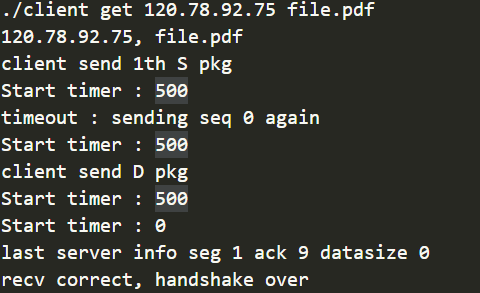 ./client get 120.78.92.75 file.pdf
120.78.92.75, file.pdf
client send 1th S pkg
Start timer : 500
timeout : sending seq 0 again
Start timer : 500
client send D pkg
Start timer : 500
Start timer : 0
last server info seg 1 ack 9 datasize 0
recv correct, handshake over